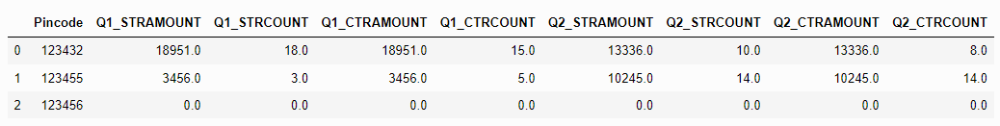 Pincode Q1_STRAMOUNT Q1_STRCOUNT Q1_CTRAMOUNT Q1_CTRCOUNT Q2_STRAMOUNT Q2_STRCOUNT Q2_CTRAMOUNT Q2_CTRCOUNT
0 123432 18951.0 18.0 18951.0 15.0 13336.0 10.0 13336.0 8.0
1 123455 3456.0 3.0 3456.0 5.0 10245.0 14.0 10245.0 14.0
2 123456 0.0 0.0 0.0 0.0 0.0 0.0 0.0 0.0